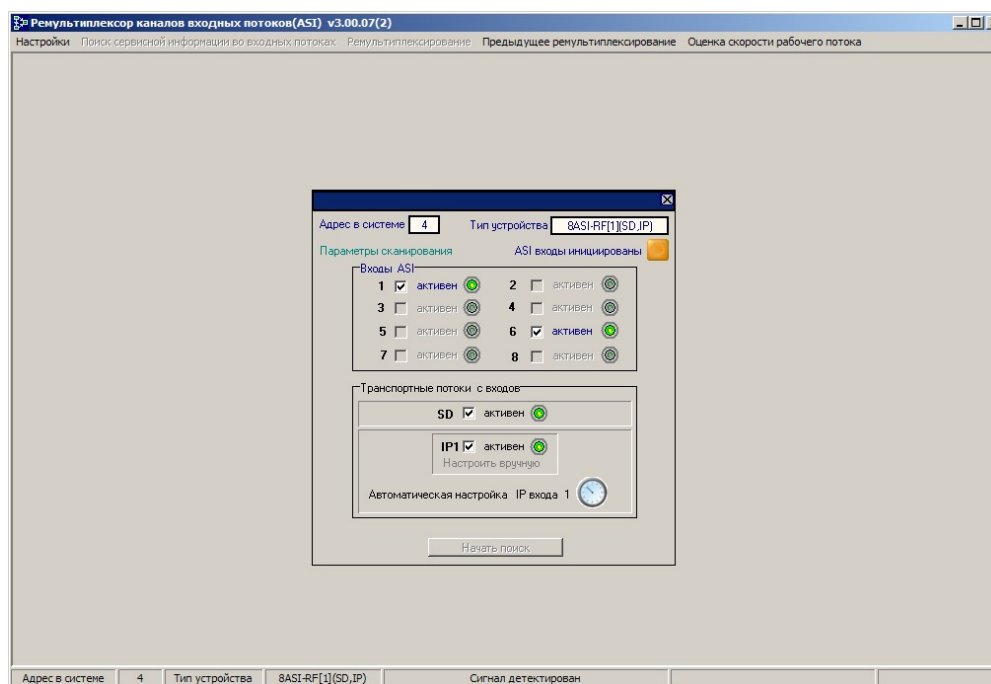 Ремультиплексор каналов входных потоков(ASI) v3.00.07(2)
Настройки Поиск сервисной информации во входных потоках Ремультиплексирование Предыдущее ремультиплексирование Оценка скорости рабочего потока
Адрес в системе 4 Тип устройства 8ASI-RF[1](SD,IP)
Параметры сканирования ASI входы инициированы
Входы ASI
1 активен 2 активен
3 активен 4 активен
5 активен 6 активен
7 активен 8 активен
Транспортные потоки с входов
SD активен
IP1 активен
Настроить вручную
Автоматическая настройка IP входа 1
Начать поиск
Адрес в системе 4 Тип устройства 8ASI-RF[1](SD,IP) Сигнал детектирован